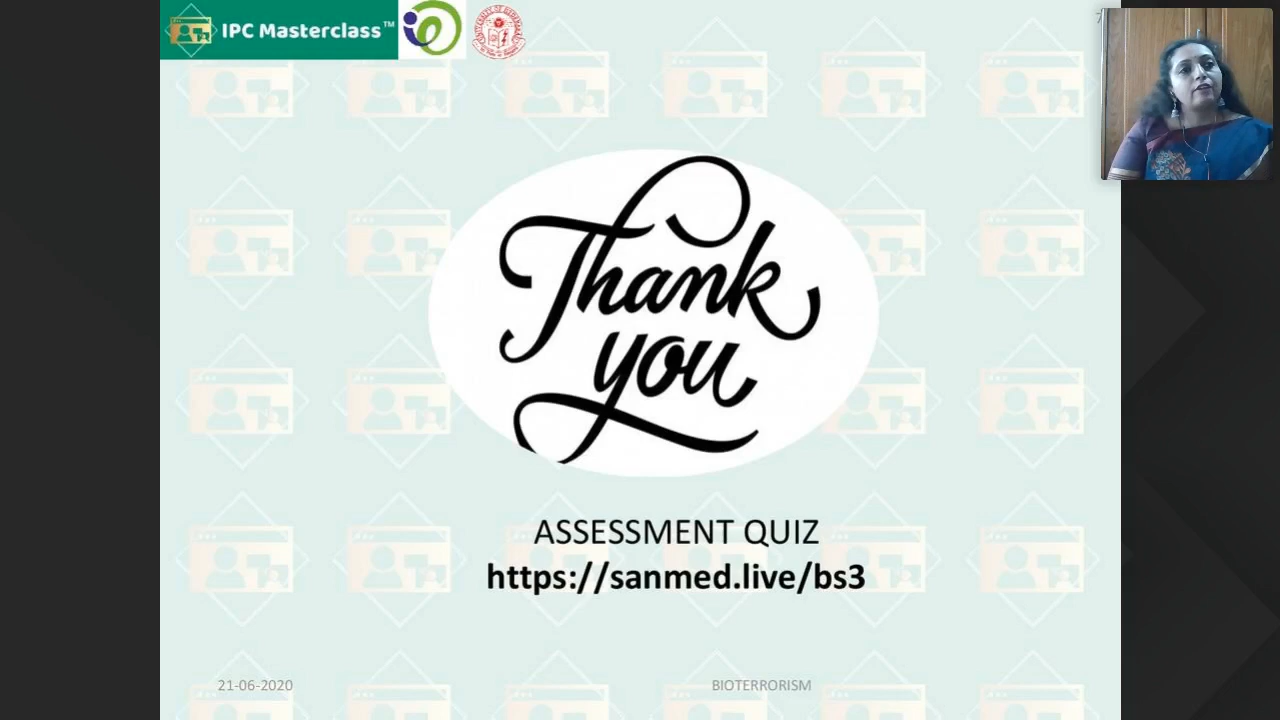 IPC Masterclass™
Thank
you
ASSESSMENT QUIZ
https://sanmed.live/bs3
21-06-2020
BIOTERRORISM